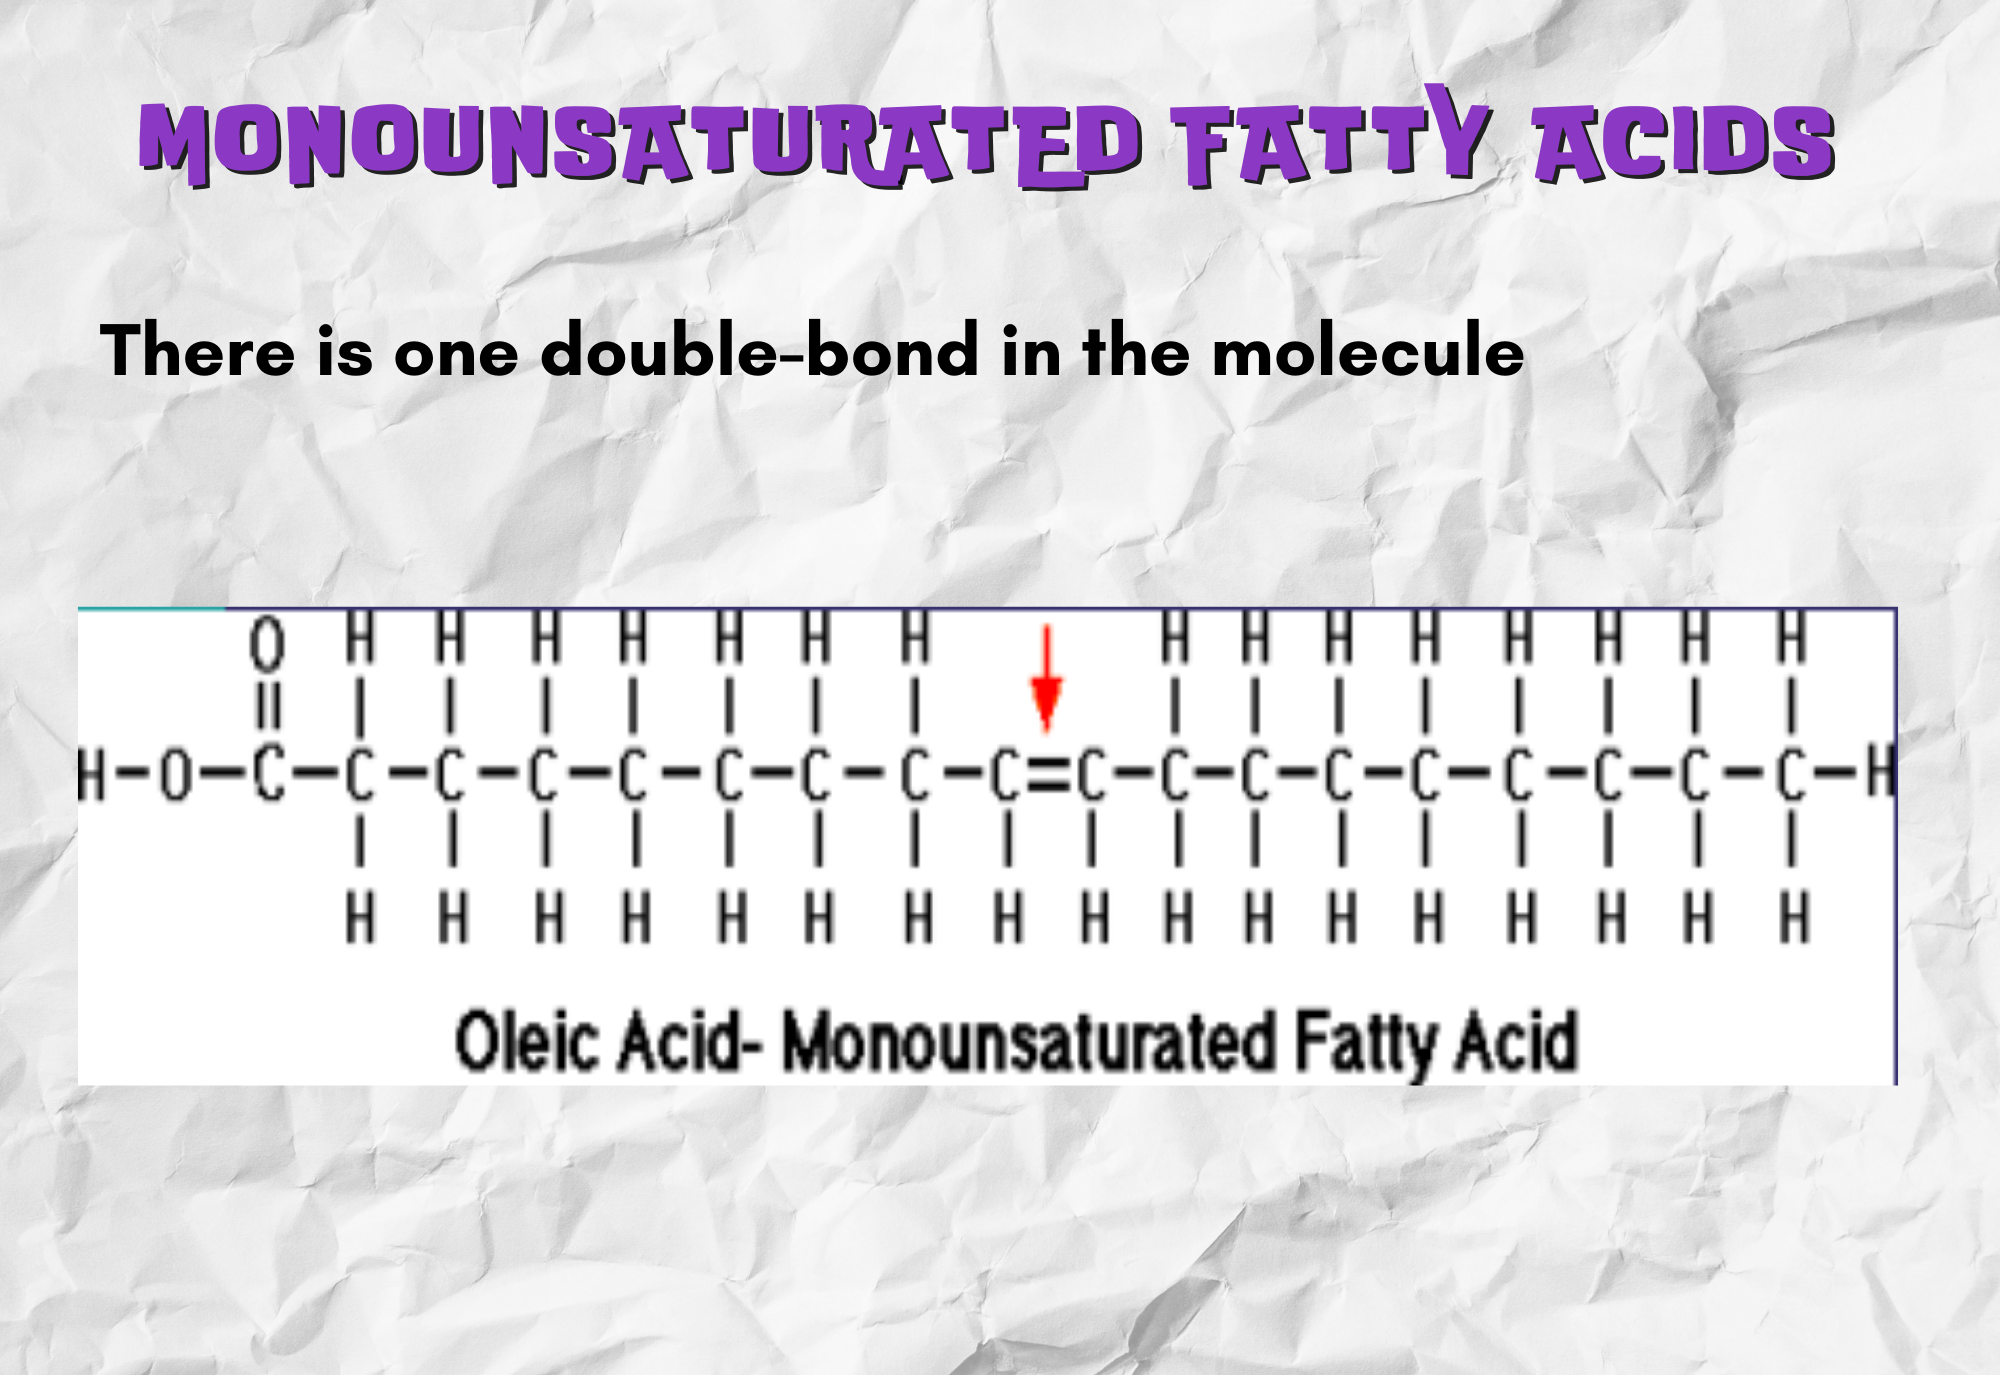 MONOUNSATURATED FATTY ACIDS
There is one double-bond in the molecule
O H H H H H H H H H H H H H H H
H-O-C-C-C-C-C-C-C-C-C=C-C-C-C-C-C-C-C-C-H
H H H H H H H H H H H H H H H H H
Oleic Acid- Monounsaturated Fatty Acid